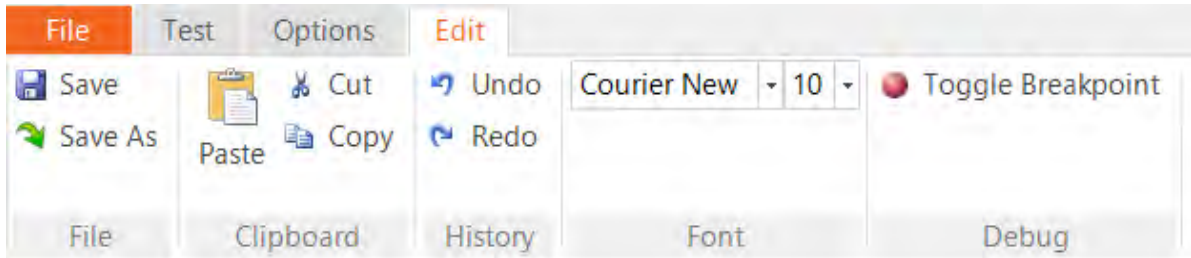 File Test Options Edit
Save Cut Undo Courier New 10 Toggle Breakpoint
Save As Paste Copy Redo
File Clipboard History Font Debug